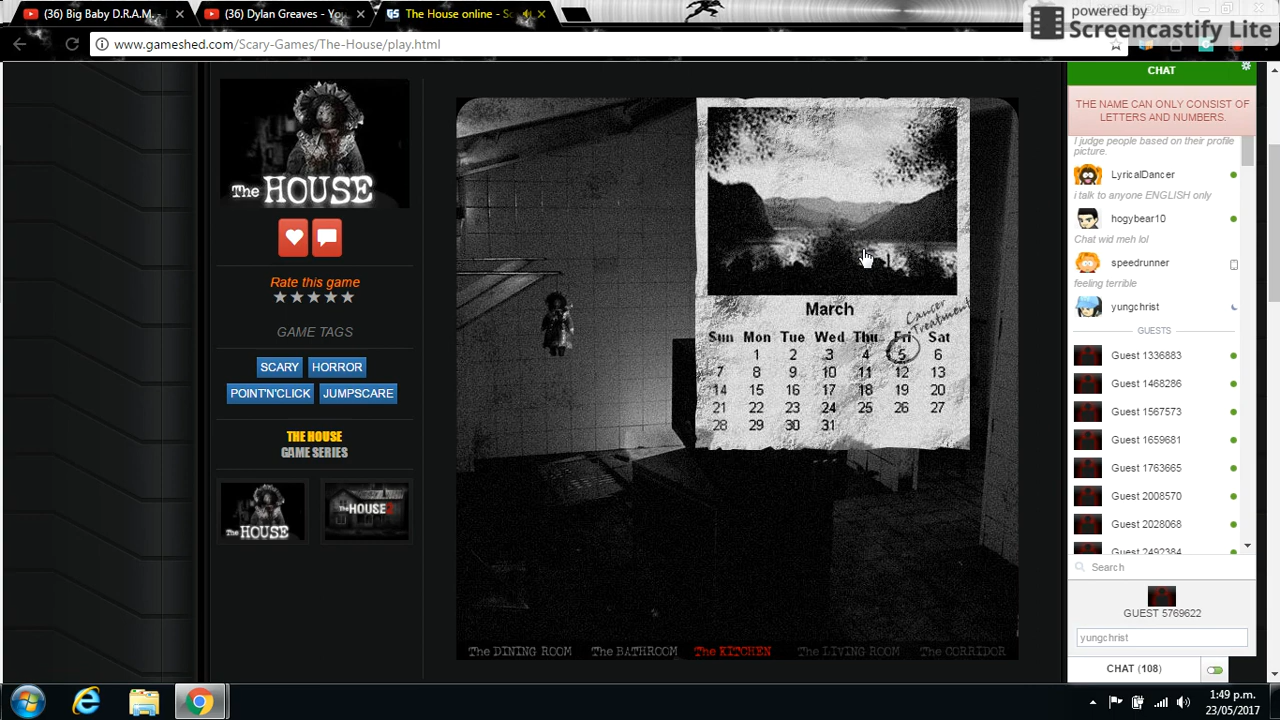 (36) Big Baby D.R.A.M.
(36) Dylan Greaves - Yo
The House online - Sc
powered by
Screencastify Lite
www.gameshed.com/Scary-Games/The-House/play.html
The HOUSE
Rate this game
GAME TAGS
SCARY
HORROR
POINT'N'CLICK
JUMPSCARE
THE HOUSE
GAME SERIES
The HOUSE
The HOUSE2
March
Cancer
Treatment
Sun Mon Tue Wed Thu Fri Sat
1 2 3 4 5 6
7 8 9 10 11 12 13
14 15 16 17 18 19 20
21 22 23 24 25 26 27
28 29 30 31
The DINING ROOM The BATHROOM The KITCHEN The LIVING ROOM The CORRIDOR
CHAT
THE NAME CAN ONLY CONSIST OF
LETTERS AND NUMBERS.
I judge people based on their profile
picture.
LyricalDancer
i talk to anyone ENGLISH only
hogybear10
Chat wid meh lol
speedrunner
feeling terrible
yungchrist
GUESTS
Guest 1336883
Guest 1468286
Guest 1567573
Guest 1659681
Guest 1763665
Guest 2008570
Guest 2028068
Guest 2492384
Search
GUEST 5769622
yungchrist
CHAT (108)
1:49 p.m.
23/05/2017